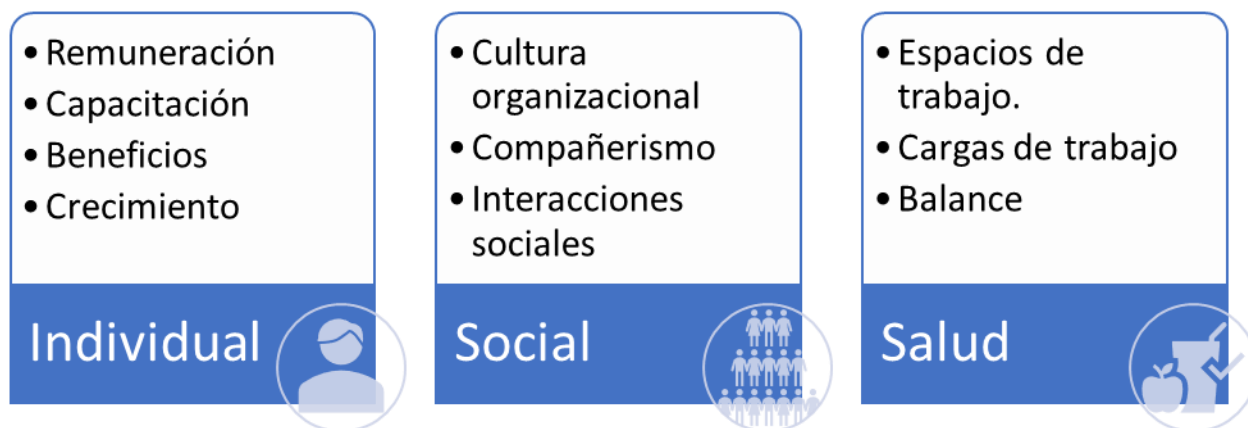 • Remuneración
• Capacitación
• Beneficios
• Crecimiento
Individual
• Cultura
organizacional
• Compañerismo
• Interacciones
sociales
Social
• Espacios de
trabajo.
• Cargas de trabajo
• Balance
Salud